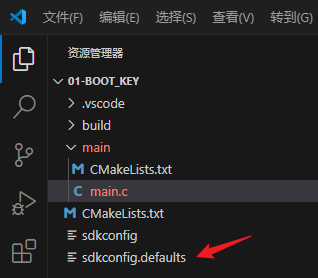 文件(F) 编辑(E) 选择(S) 查看(V) 转到(G)
资源管理器
01-BOOT_KEY
.vscode
build
main
CMakeLists.txt
main.c
CMakeLists.txt
sdkconfig
sdkconfig.defaults